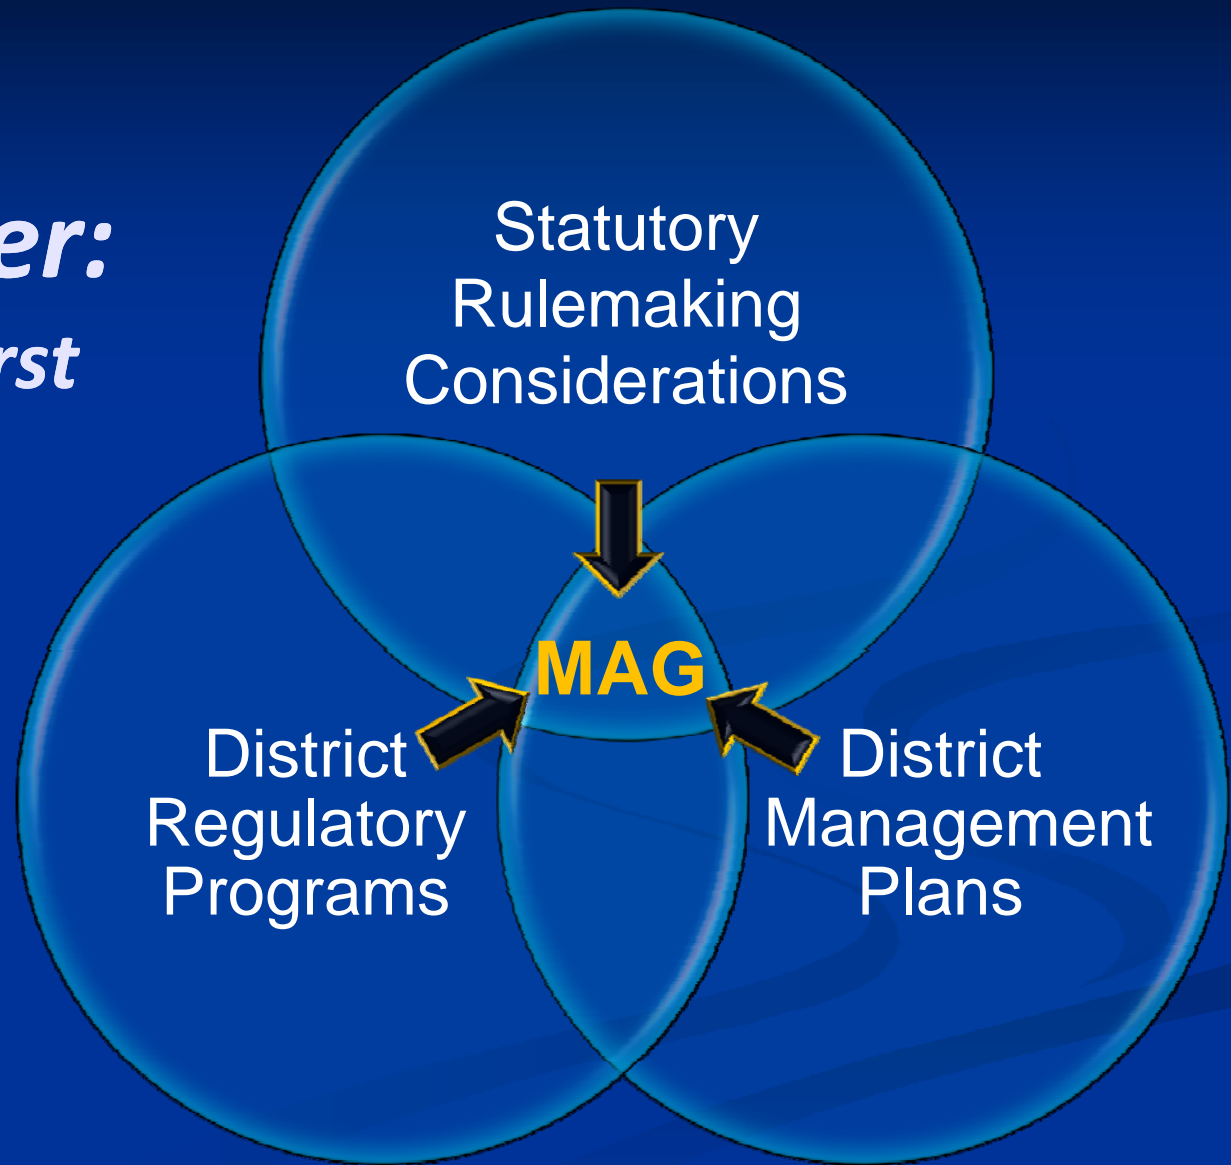 er:
rst
Statutory
Rulemaking
Considerations
MAG
District
Regulatory
Programs
District
Management
Plans